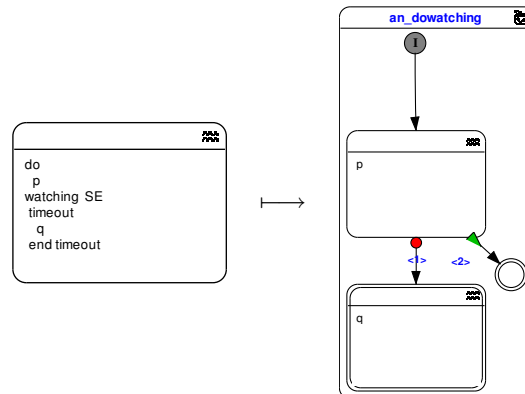 an_dowatching
I
do
p
watching SE
timeout
q
end timeout
p
<1>
<2>
q